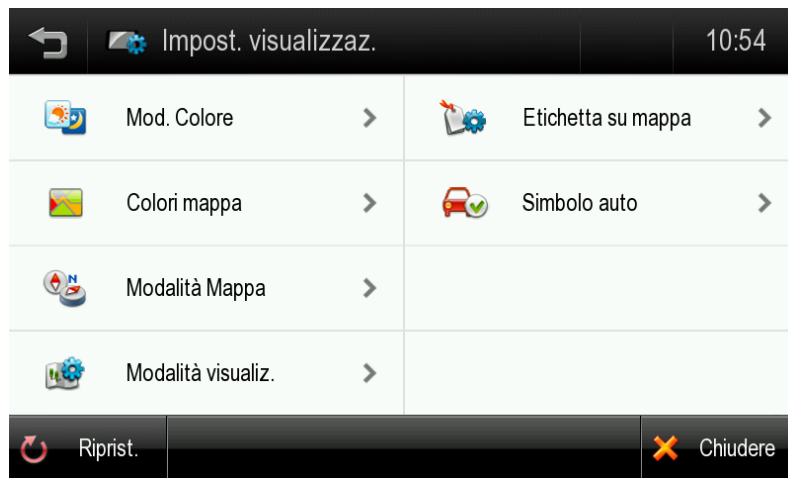 Impost. visualizzaz.
10:54
Mod. Colore
Etichetta su mappa
Colori mappa
Simbolo auto
N
Modalità Mappa
Modalità visualiz.
Riprist.
Chiudere